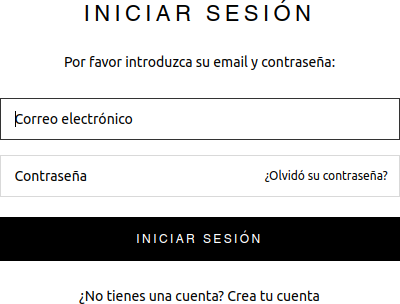 INICIAR SESIÓN
Por favor introduzca su email y contraseña:
Correo electrónico
Contraseña ¿Olvidó su contraseña?
INICIAR SESIÓN
¿No tienes una cuenta? Crea tu cuenta